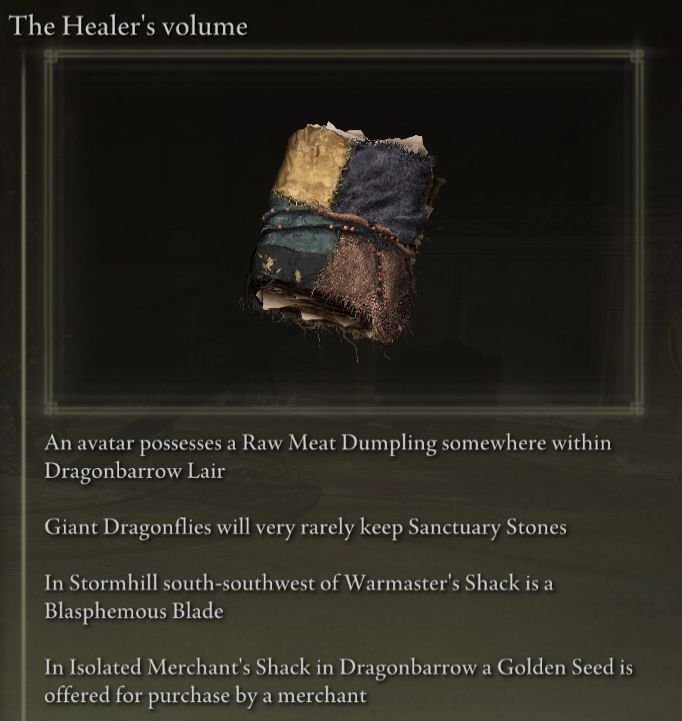 The Healer's volume
An avatar possesses a Raw Meat Dumpling somewhere within
Dragonbarrow Lair
Giant Dragonflies will very rarely keep Sanctuary Stones
In Stormhill south-southwest of Warmaster's Shack is a
Blasphemous Blade
In Isolated Merchant's Shack in Dragonbarrow a Golden Seed is
offered for purchase by a merchant